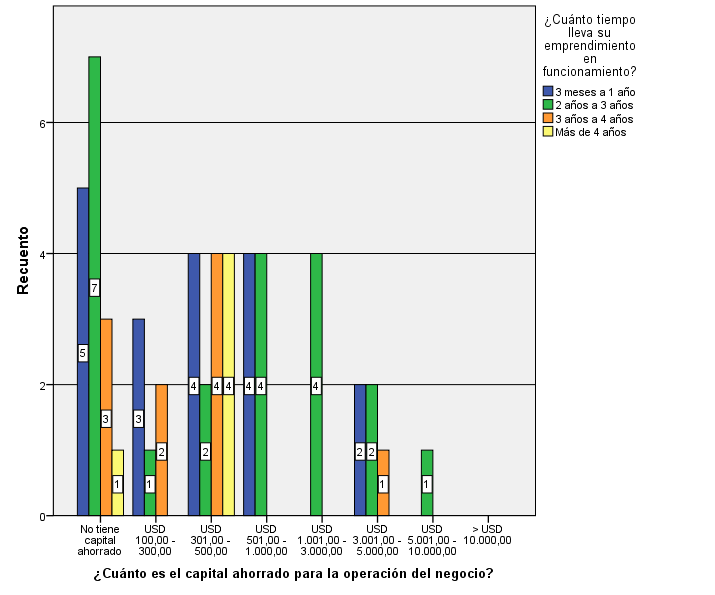 ¿Cuánto tiempo
lleva su
emprendimiento
en
funcionamiento?
3 meses a 1 año
2 años a 3 años
3 años a 4 años
Más de 4 años
Recuento
6
4
2
0
5
7
3
1
3
1
2
4
2
4
4
4
4
4
2
2
1
1
No tiene
capital
ahorrado
USD
100,00 -
300,00
USD
301,00 -
500,00
USD
501,00 -
1.000,00
USD
1.001,00 -
3.000,00
USD
3.001,00 -
5.000,00
USD
5.001,00 -
10.000,00
> USD
10.000,00
¿Cuánto es el capital ahorrado para la operación del negocio?